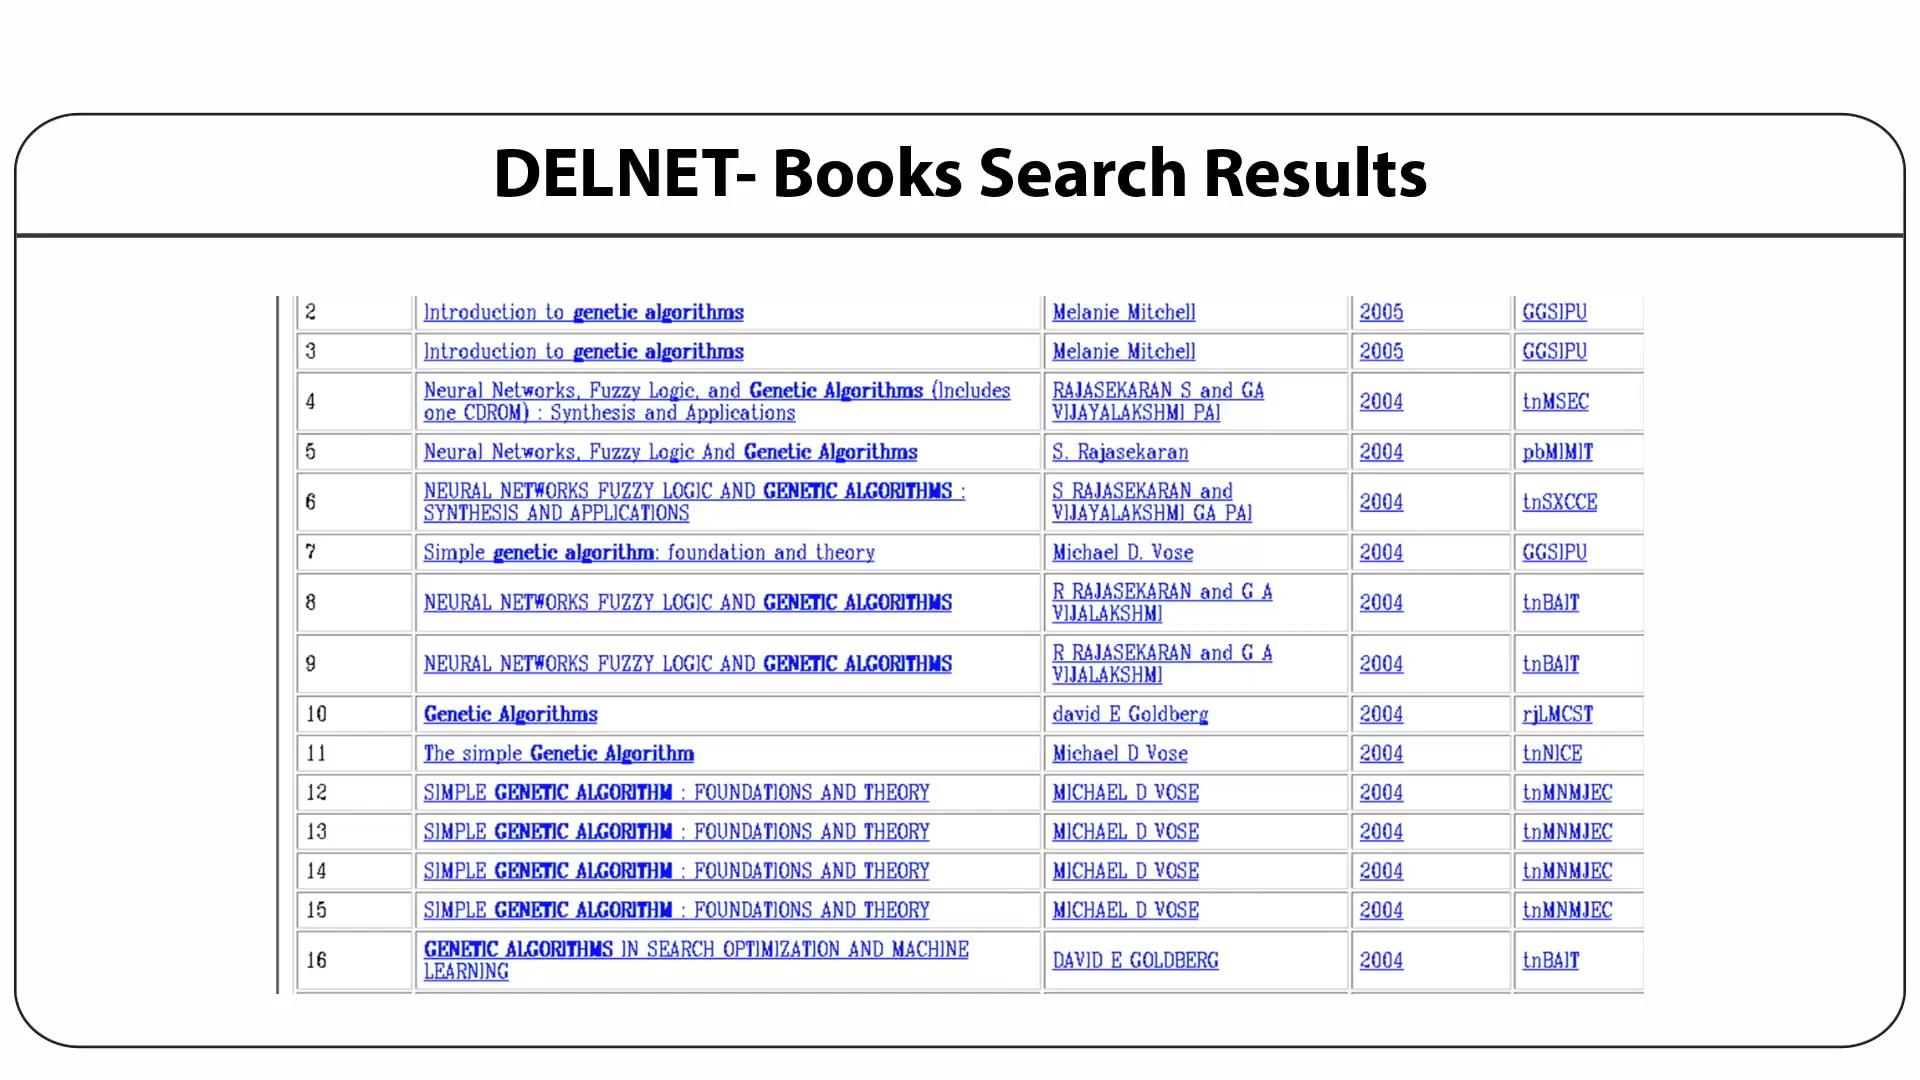 DELNET- Books Search Results
2 Introduction to genetic algorithms Melanie Mitchell 2005 GGSIPU
3 Introduction to genetic algorithms Melanie Mitchell 2005 GGSIPU
4 Neural Networks, Fuzzy Logic, and Genetic Algorithms (Includes one CDROM) : Synthesis and Applications RAJASEKARAN S and GA VIJAYALAKSHMI PAI 2004 tnMSEC
5 Neural Networks, Fuzzy Logic And Genetic Algorithms S. Rajasekaran 2004 pbMIMIT
6 NEURAL NETWORKS FUZZY LOGIC AND GENETIC ALGORITHMS : SYNTHESIS AND APPLICATIONS S RAJASEKARAN and VIJAYALAKSHMI GA PAI 2004 tnSXCCE
7 Simple genetic algorithm: foundation and theory Michael D. Vose 2004 GGSIPU
8 NEURAL NETWORKS FUZZY LOGIC AND GENETIC ALGORITHMS R RAJASEKARAN and G A VIJALAKSHMI 2004 tnBAIT
9 NEURAL NETWORKS FUZZY LOGIC AND GENETIC ALGORITHMS R RAJASEKARAN and G A VIJALAKSHMI 2004 tnBAIT
10 Genetic Algorithms david E Goldberg 2004 rjLMCST
11 The simple Genetic Algorithm Michael D Vose 2004 tnNICE
12 SIMPLE GENETIC ALGORITHM : FOUNDATIONS AND THEORY MICHAEL D VOSE 2004 tnMNMJEC
13 SIMPLE GENETIC ALGORITHM : FOUNDATIONS AND THEORY MICHAEL D VOSE 2004 tnMNMJEC
14 SIMPLE GENETIC ALGORITHM : FOUNDATIONS AND THEORY MICHAEL D VOSE 2004 tnMNMJEC
15 SIMPLE GENETIC ALGORITHM : FOUNDATIONS AND THEORY MICHAEL D VOSE 2004 tnMNMJEC
16 GENETIC ALGORITHMS IN SEARCH OPTIMIZATION AND MACHINE LEARNING DAVID E GOLDBERG 2004 tnBAIT